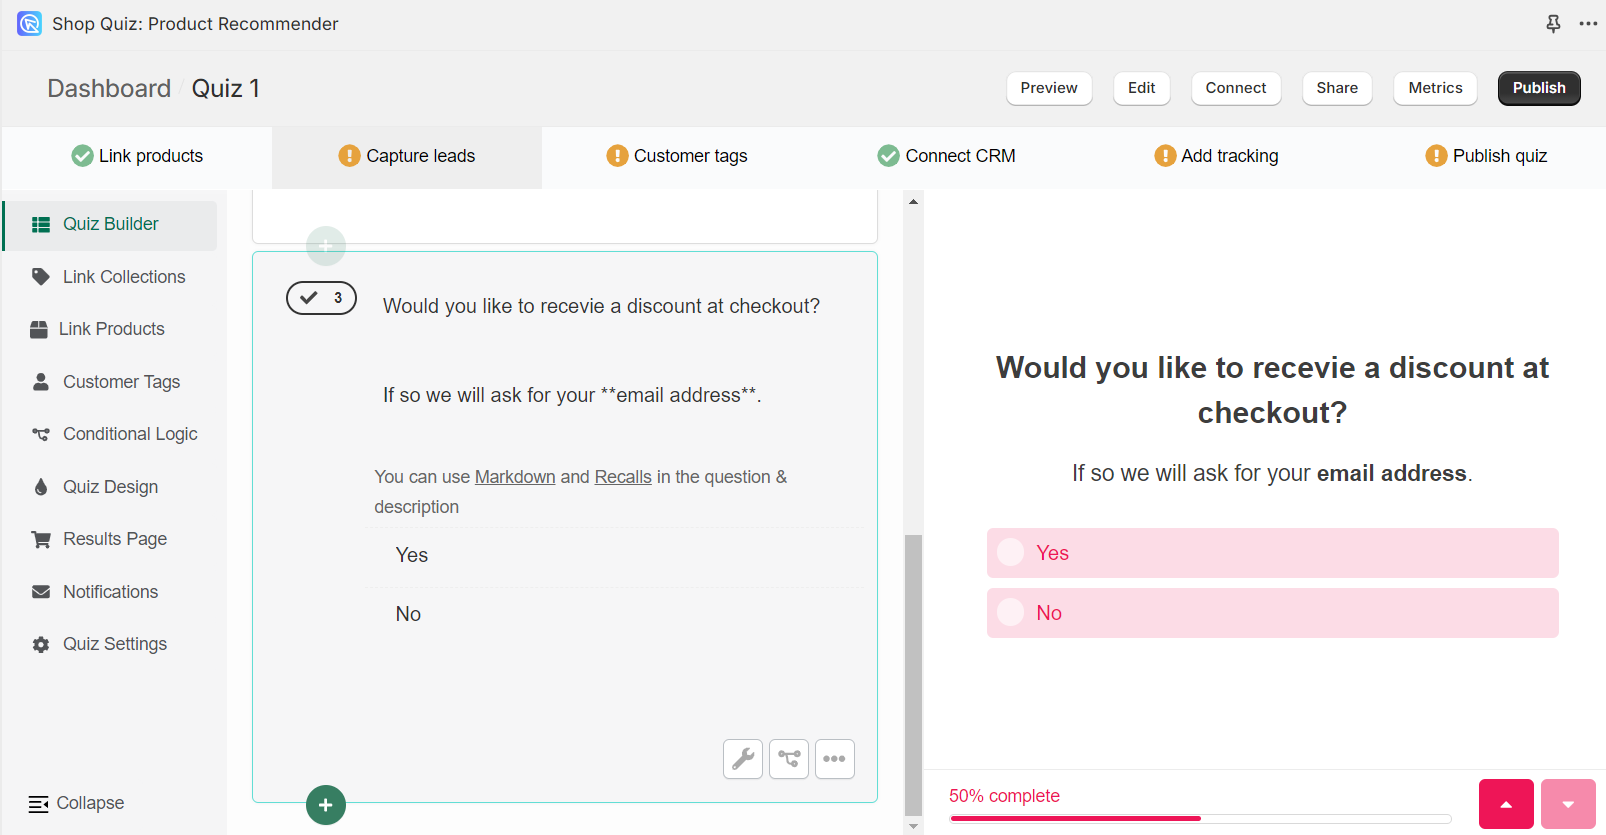 Shop Quiz: Product Recommender
Dashboard / Quiz 1
Preview
Edit
Connect
Share
Metrics
Publish
Link products
Capture leads
Customer tags
Connect CRM
Add tracking
Publish quiz
Quiz Builder
Link Collections
Link Products
Customer Tags
Conditional Logic
Quiz Design
Results Page
Notifications
Quiz Settings
Collapse
3
Would you like to recevie a discount at checkout?
If so we will ask for your **email address**.
You can use Markdown and Recalls in the question &
description
Yes
No
Would you like to recevie a discount at
checkout?
If so we will ask for your email address.
Yes
No
50% complete